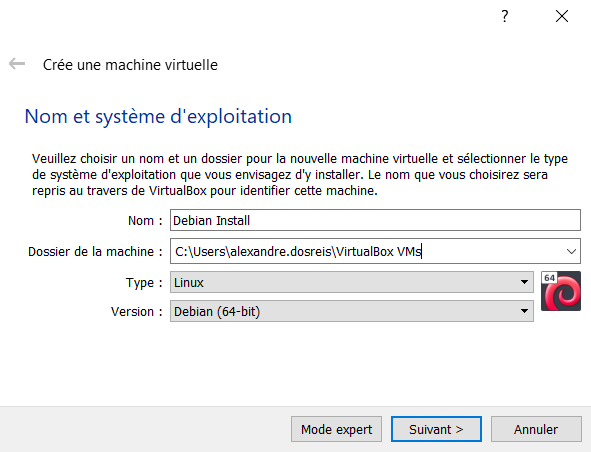 ?
Crée une machine virtuelle
Nom et système d'exploitation
Veuillez choisir un nom et un dossier pour la nouvelle machine virtuelle et sélectionner le type
de système d'exploitation que vous envisagez d'y installer. Le nom que vous choisirez sera
repris au travers de VirtualBox pour identifier cette machine.
Nom : Debian Install
Dossier de la machine : C:\Users\alexandre.dosreis\VirtualBox VMs
Type : Linux
64
Version : Debian (64-bit)
Mode expert Suivant > Annuler